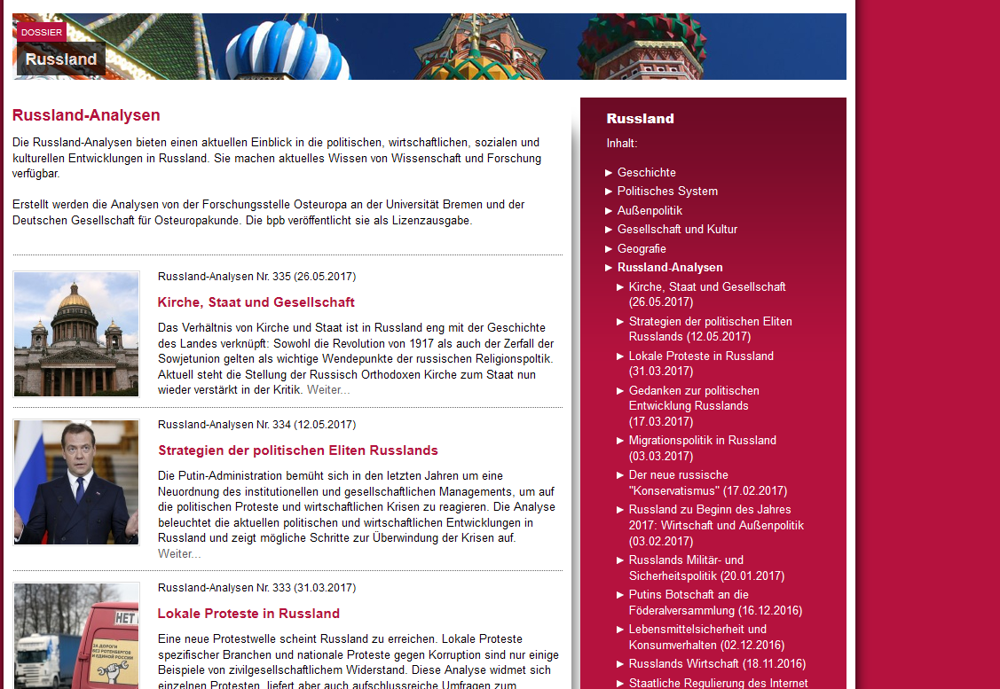 DOSSIER
Russland
Russland-Analysen
Die Russland-Analysen bieten einen aktuellen Einblick in die politischen, wirtschaftlichen, sozialen und
kulturellen Entwicklungen in Russland. Sie machen aktuelles Wissen von Wissenschaft und Forschung
verfügbar.
Erstellt werden die Analysen von der Forschungsstelle Osteuropa an der Universität Bremen und der
Deutschen Gesellschaft für Osteuropakunde. Die bpb veröffentlicht sie als Lizenzausgabe.
Russland-Analysen Nr. 335 (26.05.2017)
Kirche, Staat und Gesellschaft
Das Verhältnis von Kirche und Staat ist in Russland eng mit der Geschichte
des Landes verknüpft: Sowohl die Revolution von 1917 als auch der Zerfall der
Sowjetunion gelten als wichtige Wendepunkte der russischen Religionspoltik.
Aktuell steht die Stellung der Russisch Orthodoxen Kirche zum Staat nun
wieder verstärkt in der Kritik. Weiter...
Russland-Analysen Nr. 334 (12.05.2017)
Strategien der politischen Eliten Russlands
Die Putin-Administration bemüht sich in den letzten Jahren um eine
Neuordnung des institutionellen und gesellschaftlichen Managements, um auf
die politischen Proteste und wirtschaftlichen Krisen zu reagieren. Die Analyse
beleuchtet die aktuellen politischen und wirtschaftlichen Entwicklungen in
Russland und zeigt mögliche Schritte zur Überwindung der Krisen auf.
Weiter...
Russland-Analysen Nr. 333 (31.03.2017)
Lokale Proteste in Russland
Eine neue Protestwelle scheint Russland zu erreichen. Lokale Proteste
spezifischer Branchen und nationale Proteste gegen Korruption sind nur einige
Beispiele von zivilgesellschaftlichem Widerstand. Diese Analyse widmet sich
einzelnen Protesten, liefert aber auch aufschlussreiche Umfragen zum
НЕТ
ЗА ДОРОГИ
БЕЗ РОТЕНБЕРГОВ
И ЕДИНОЙ РОССИИ
Russland
Inhalt:
Geschichte
Politisches System
Außenpolitik
Gesellschaft und Kultur
Geografie
Russland-Analysen
Kirche, Staat und Gesellschaft
(26.05.2017)
Strategien der politischen Eliten
Russlands (12.05.2017)
Lokale Proteste in Russland
(31.03.2017)
Gedanken zur politischen
Entwicklung Russlands
(17.03.2017)
Migrationspolitik in Russland
(03.03.2017)
Der neue russische
"Konservatismus" (17.02.2017)
Russland zu Beginn des Jahres
2017: Wirtschaft und Außenpolitik
(03.02.2017)
Russlands Militär- und
Sicherheitspolitik (20.01.2017)
Putins Botschaft an die
Föderalversammlung (16.12.2016)
Lebensmittelsicherheit und
Konsumverhalten (02.12.2016)
Russlands Wirtschaft (18.11.2016)
Staatliche Regulierung des Internet